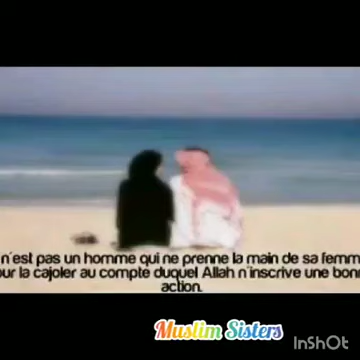 n'est pas un homme qui ne prenne la main de sa femm
our la cajoler au compte duquel Allah n'inscrive une bonn
action.
Muslim Sisters
InShOt